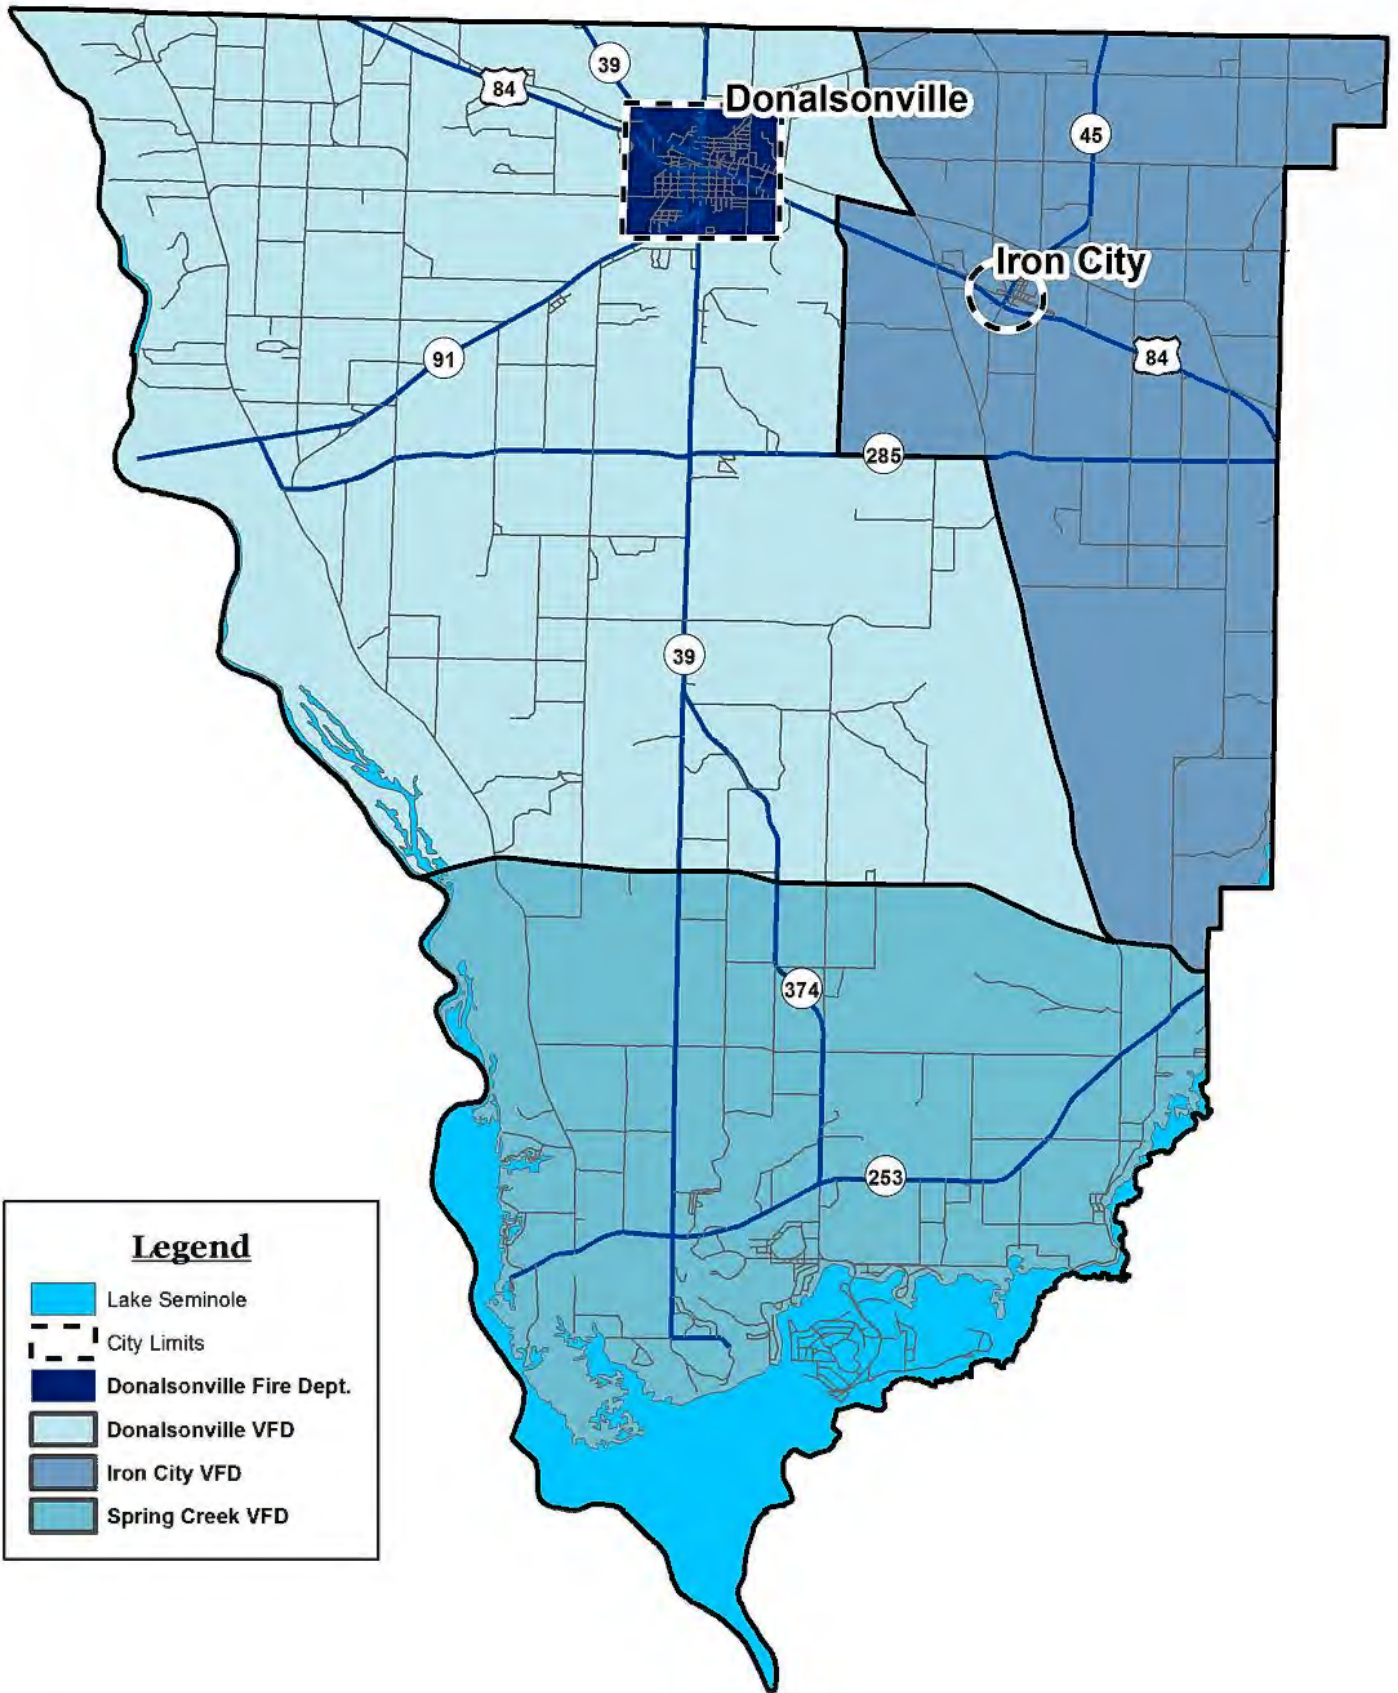 39
84
Donalsonville
45
Iron City
84
91
285
39
374
253
Legend
Lake Seminole
City Limits
Donalsonville Fire Dept.
Donalsonville VFD
Iron City VFD
Spring Creek VFD